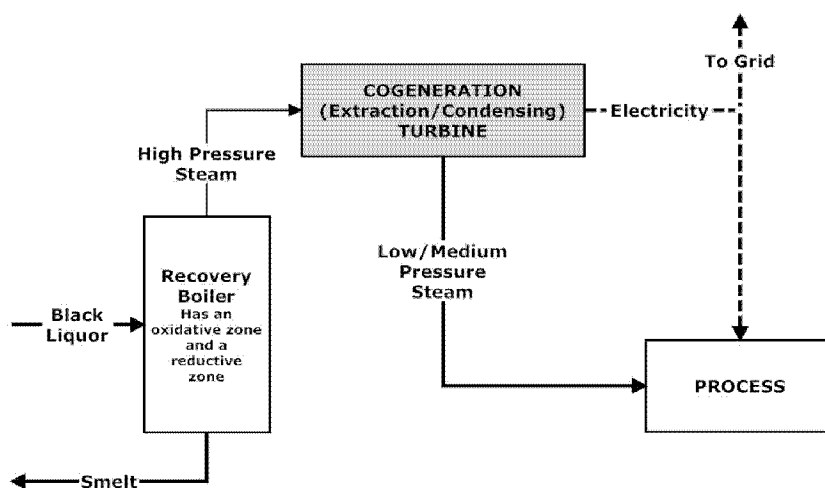 To Grid
COGENERATION
(Extraction/Condensing)
TURBINE
Electricity
High Pressure
Steam
Low/Medium
Pressure
Steam
Recovery
Boiler
Has an
oxidative zone
and a
reductive
zone
Black
Liquor
PROCESS
Smelt